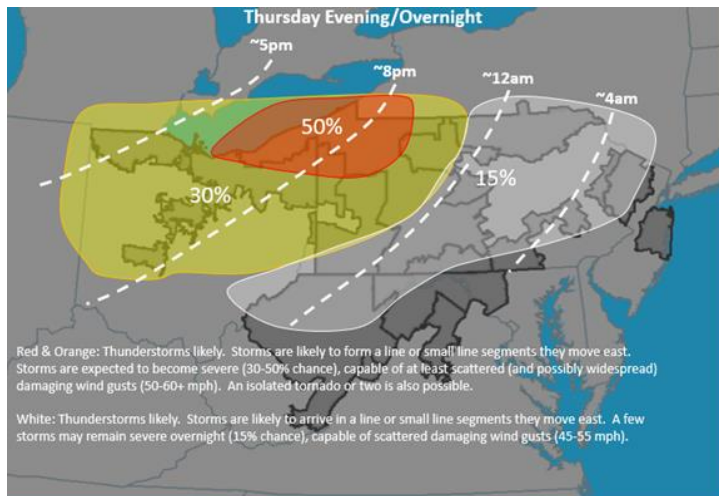 Thursday Evening/Overnight
~5pm
~8pm
~12am
~4am
50%
15%
30%
Red & Orange: Thunderstorms likely. Storms are likely to form a line or small line segments they move east.
Storms are expected to become severe (30-50% chance), capable of at least scattered (and possibly widespread)
damaging wind gusts (50-60+ mph). An isolated tornado or two is also possible.
White: Thunderstorms likely. Storms are likely to arrive in a line or small line segments they move east. A few
storms may remain severe overnight (15% chance), capable of scattered damaging wind gusts (45-55 mph).